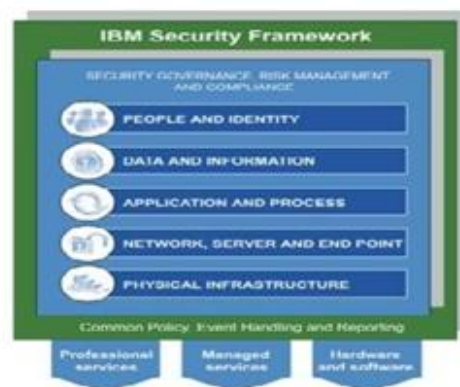 IBM Security Framework
SECURITY GOVERNANCE, RISK MANAGEMENT
AND COMPLIANCE
PEOPLE AND IDENTITY
DATA AND INFORMATION
APPLICATION AND PROCESS
NETWORK, SERVER AND END POINT
PHYSICAL INFRASTRUCTURE
Common Policy, Event Handling and Reporting
Professional services
Managed services
Hardware and software